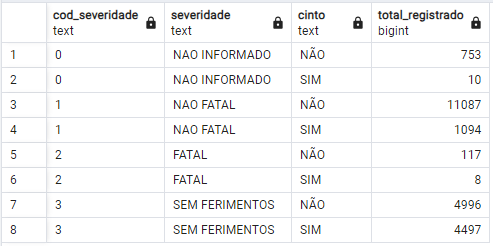 cod_severidade severidade cinto total_registrado
text text text bigint
1 0 NAO INFORMADO NÃO 753
2 0 NAO INFORMADO SIM 10
3 1 NAO FATAL NÃO 11087
4 1 NAO FATAL SIM 1094
5 2 FATAL NÃO 117
6 2 FATAL SIM 8
7 3 SEM FERIMENTOS NÃO 4996
8 3 SEM FERIMENTOS SIM 4497